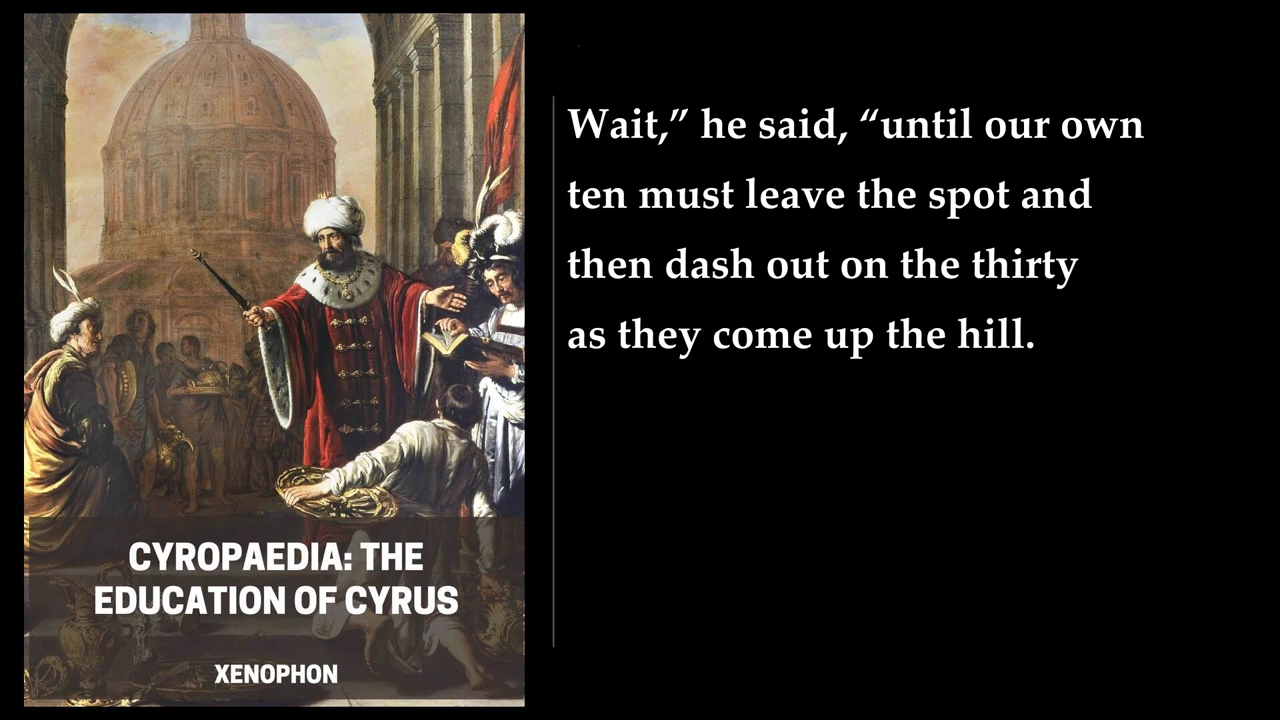 Wait,” he said, “until our own
ten must leave the spot and
then dash out on the thirty
as they come up the hill.
CYROPAEDIA: THE
EDUCATION OF CYRUS
XENOPHON